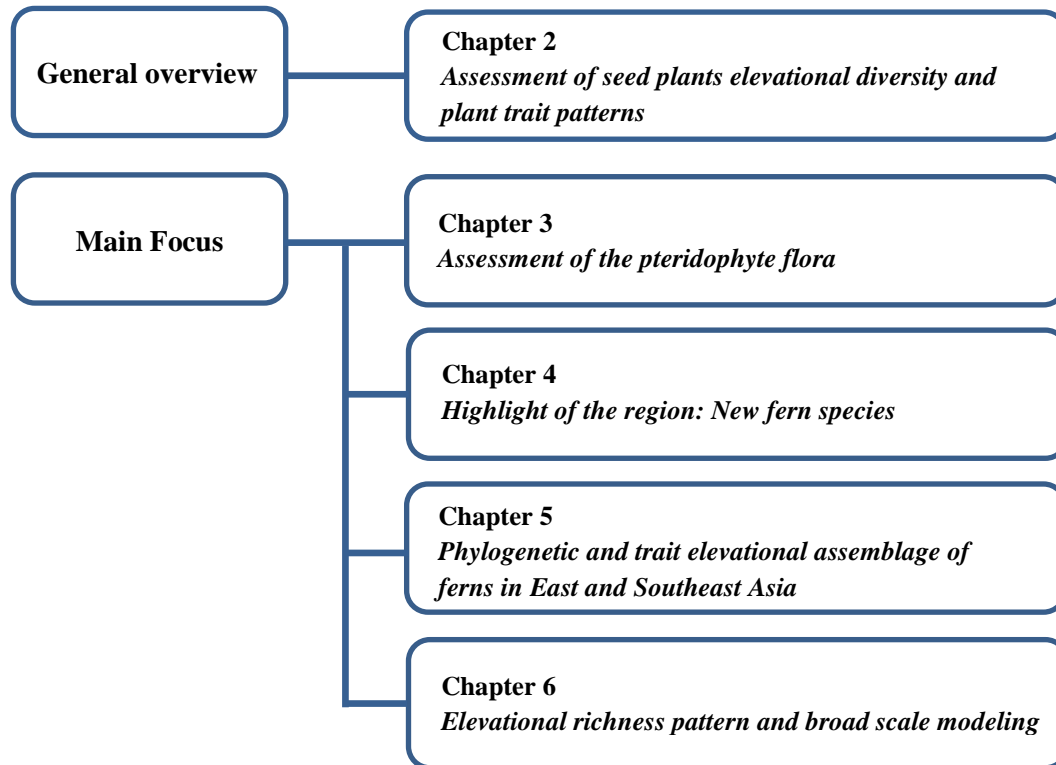 General overview
Chapter 2
Assessment of seed plants elevational diversity and
plant trait patterns
Main Focus
Chapter 3
Assessment of the pteridophyte flora
Chapter 4
Highlight of the region: New fern species
Chapter 5
Phylogenetic and trait elevational assemblage of
ferns in East and Southeast Asia
Chapter 6
Elevational richness pattern and broad scale modeling